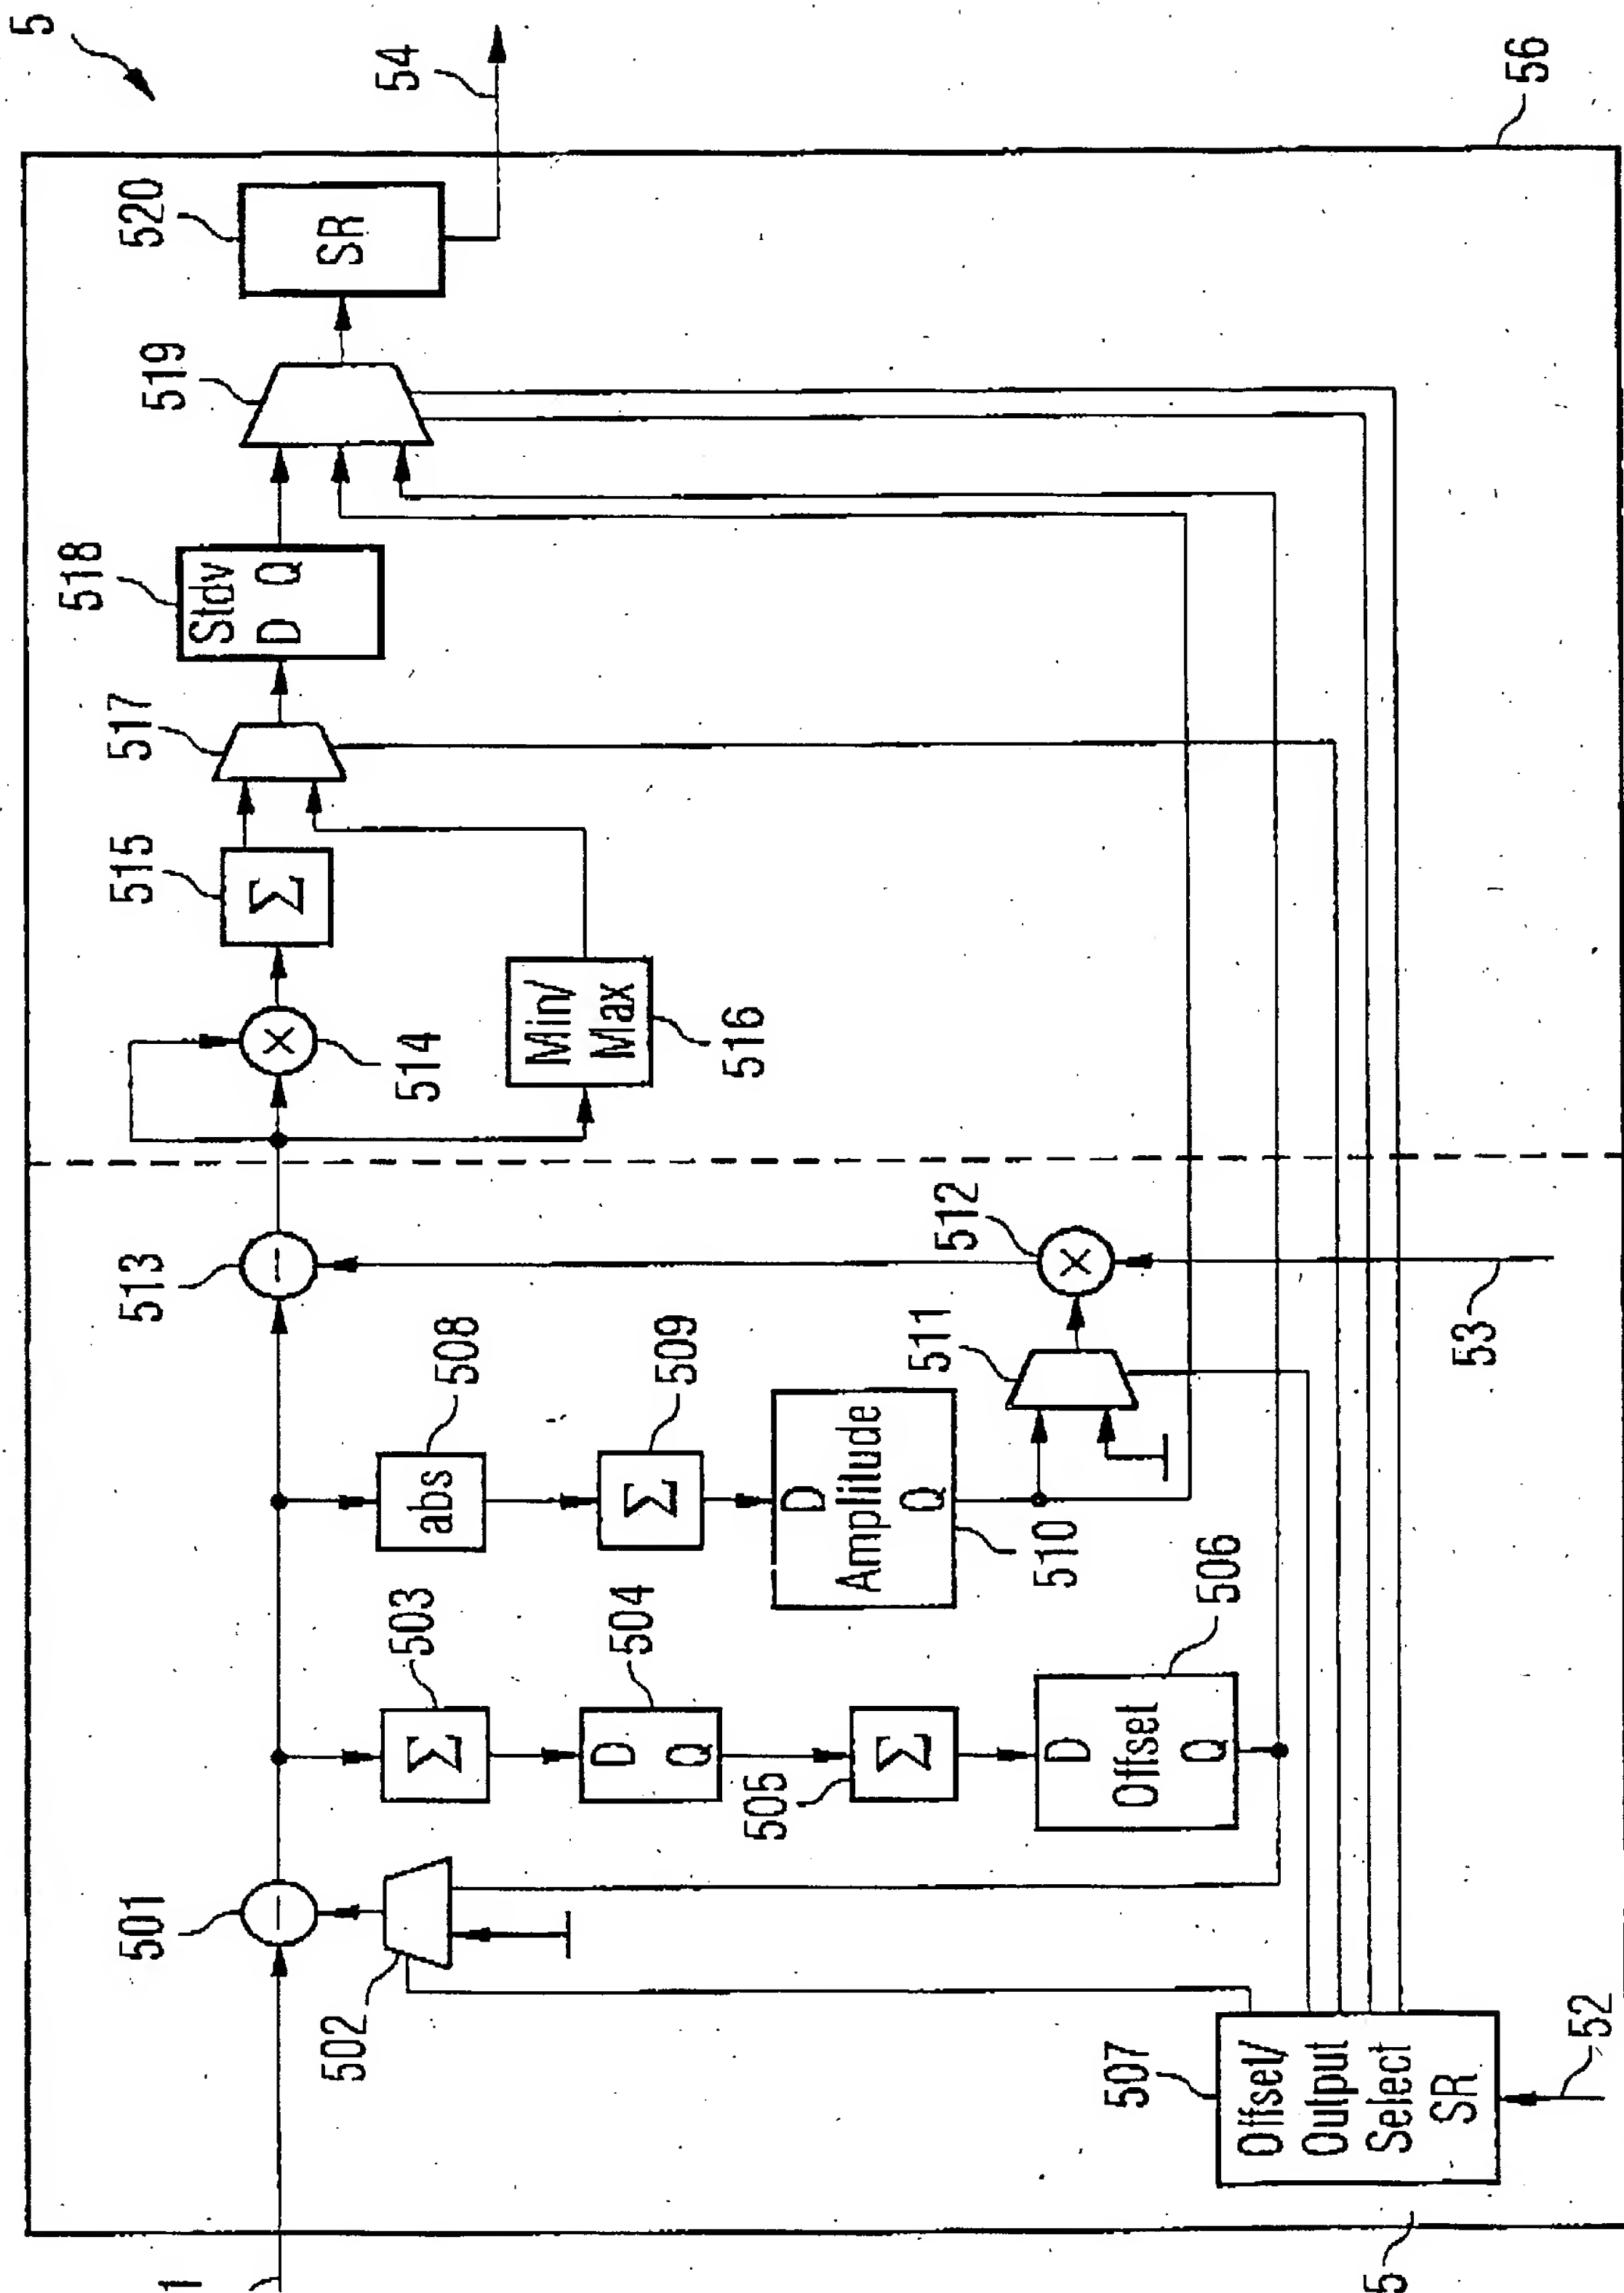 5
54
56
520
SR
519
518
Stdv
D Q
517
515
Σ
514
×
Min/
Max
516
513
–
512
×
511
53
508
abs
509
Σ
D
Amplitude
Q
510
503
Σ
504
D
Q
505
Σ
506
D
Offset
Q
501
–
502
507
Offset/
Output
Select
SR
52
1
5